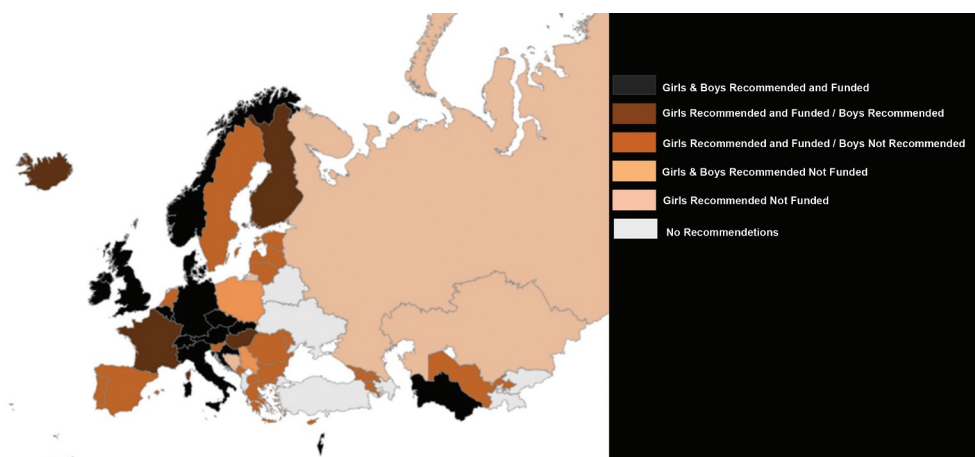 Girls & Boys Recommended and Funded
Girls Recommended and Funded / Boys Recommended
Girls Recommended and Funded / Boys Not Recommended
Girls & Boys Recommended Not Funded
Girls Recommended Not Funded
No Recommendetions